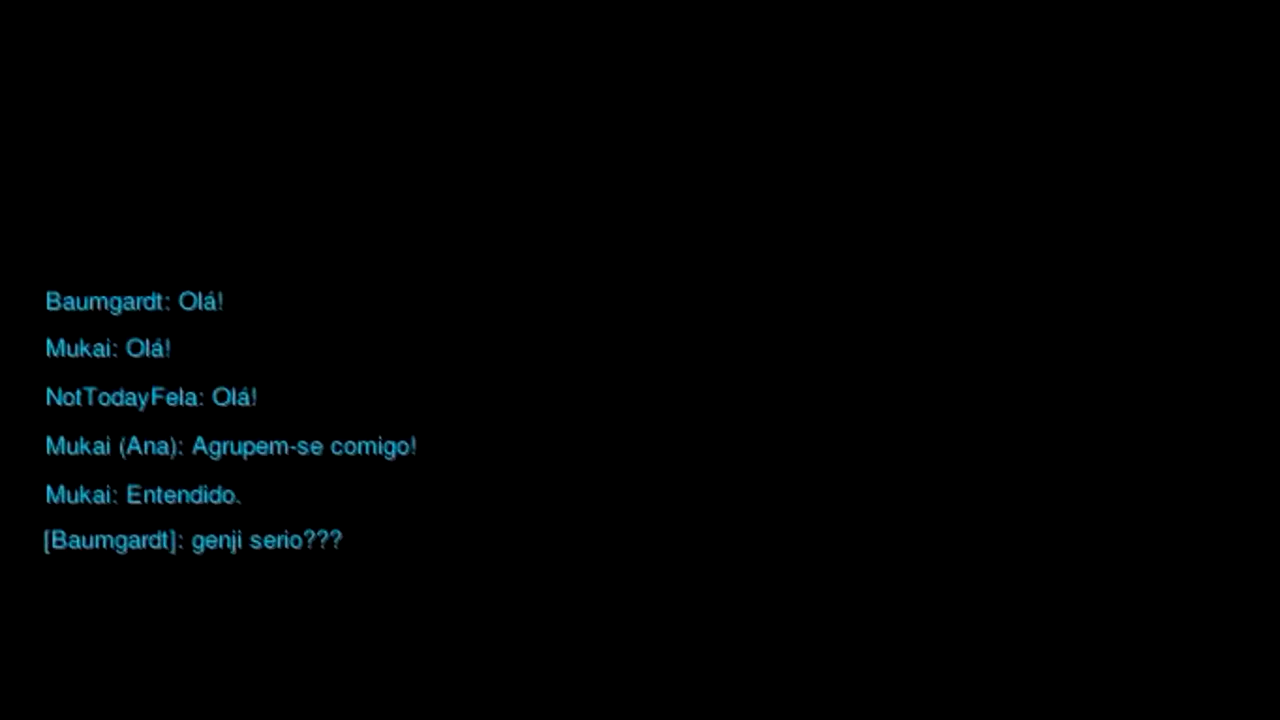 Baumgardt: Olá!
Mukai: Olá!
NotTodayFela: Olá!
Mukai (Ana): Agrupem-se comigo!
Mukai: Entendido.
[Baumgardt]: genji serio???